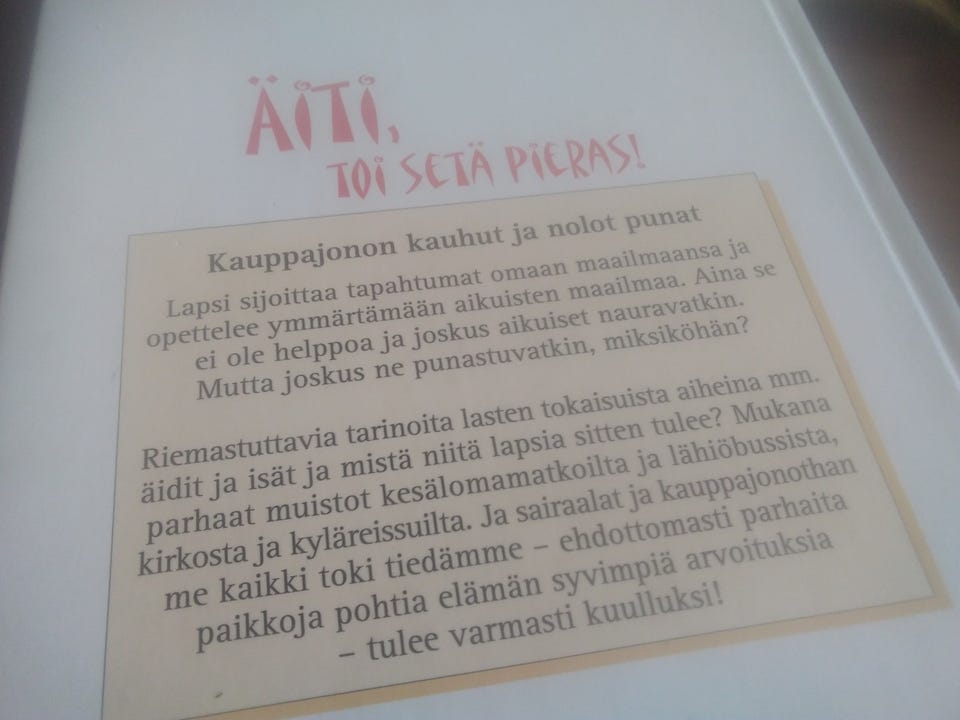 ÄITI,
TOI SETÄ PIERAS!
Kauppajonon kauhut ja nolot punat
Lapsi sijoittaa tapahtumat omaan maailmaansa ja
opettelee ymmärtämään aikuisten maailmaa. Aina se
ei ole helppoa ja joskus aikuiset nauravatkin.
Mutta joskus ne punastuvatkin, miksiköhän?
Riemastuttavia tarinoita lasten tokaisuista aiheina mm.
äidit ja isät ja mistä niitä lapsia sitten tulee? Mukana
parhaat muistot kesälomamatkoilta ja lähiöbussista,
kirkosta ja kyläreissuilta. Ja sairaalat ja kauppajonothan
me kaikki toki tiedämme – ehdottomasti parhaita
paikkoja pohtia elämän syvimpiä arvoituksia
– tulee varmasti kuulluksi!